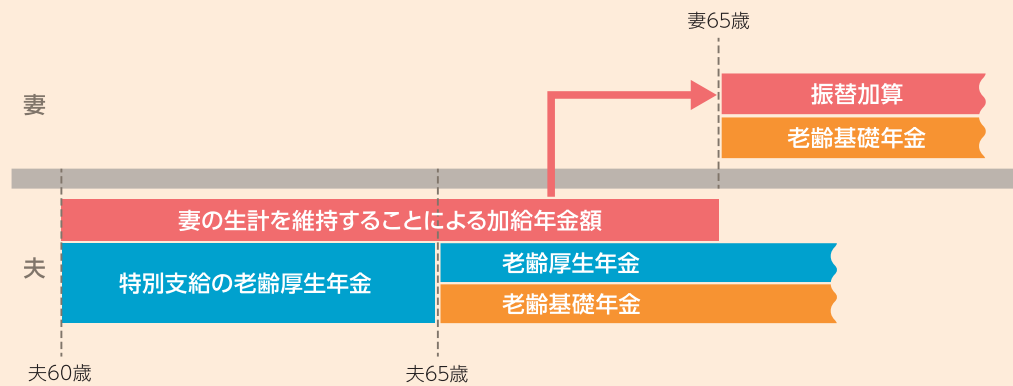 妻65歳
妻
振替加算
老齢基礎年金
妻の生計を維持することによる加給年金額
夫
特別支給の老齢厚生年金
老齢厚生年金
老齢基礎年金
夫60歳
夫65歳